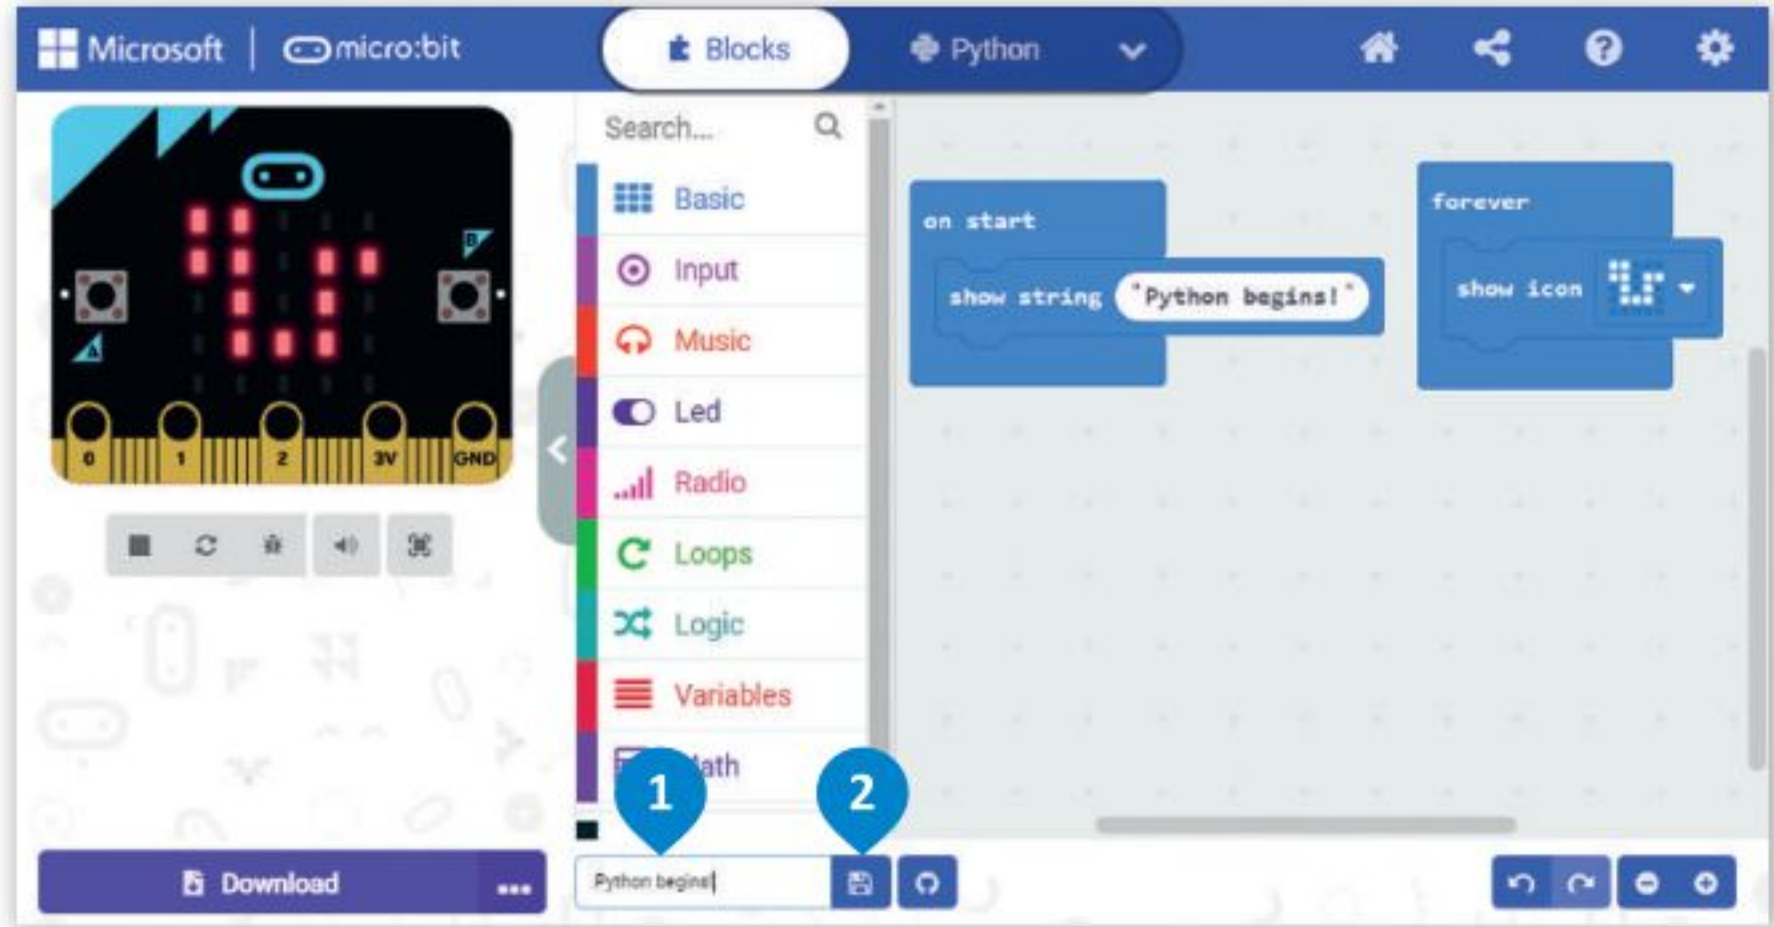 Microsoft | micro:bit
Blocks
Python
Search...
Basic
Input
Music
Led
Radio
Loops
Logic
Variables
ath
on start
show string "Python begins!"
forever
show icon
B
A
0 1 2 3V GND
1
2
Download
Python begins!